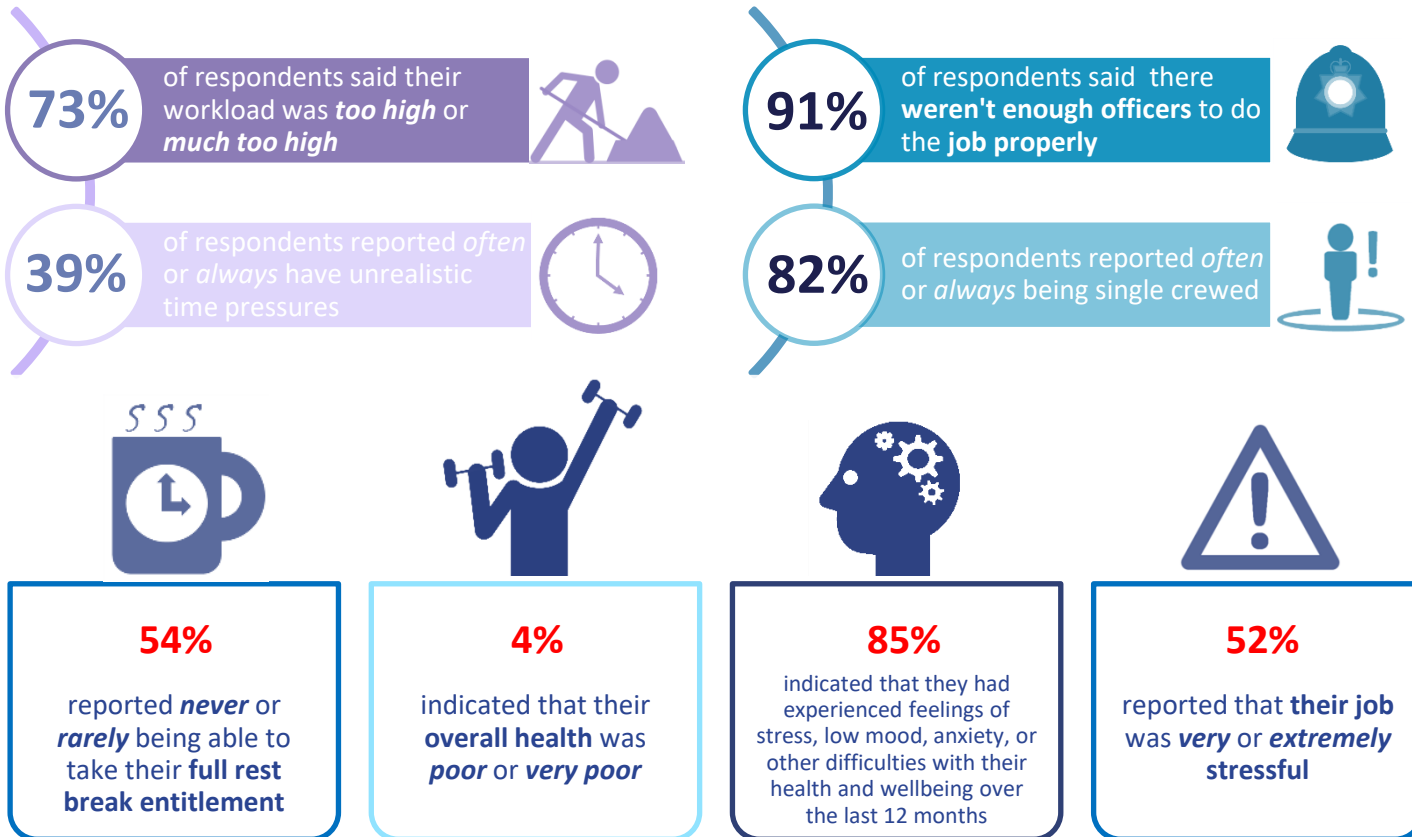 73%
of respondents said their
workload was too high or
much too high
91%
of respondents said there
weren't enough officers to do
the job properly
39%
of respondents reported often
or always have unrealistic
time pressures
82%
of respondents reported often
or always being single crewed
54%
reported never or
rarely being able to
take their full rest
break entitlement
4%
indicated that their
overall health was
poor or very poor
85%
indicated that they had
experienced feelings of
stress, low mood, anxiety, or
other difficulties with their
health and wellbeing over
the last 12 months
52%
reported that their job
was very or extremely
stressful